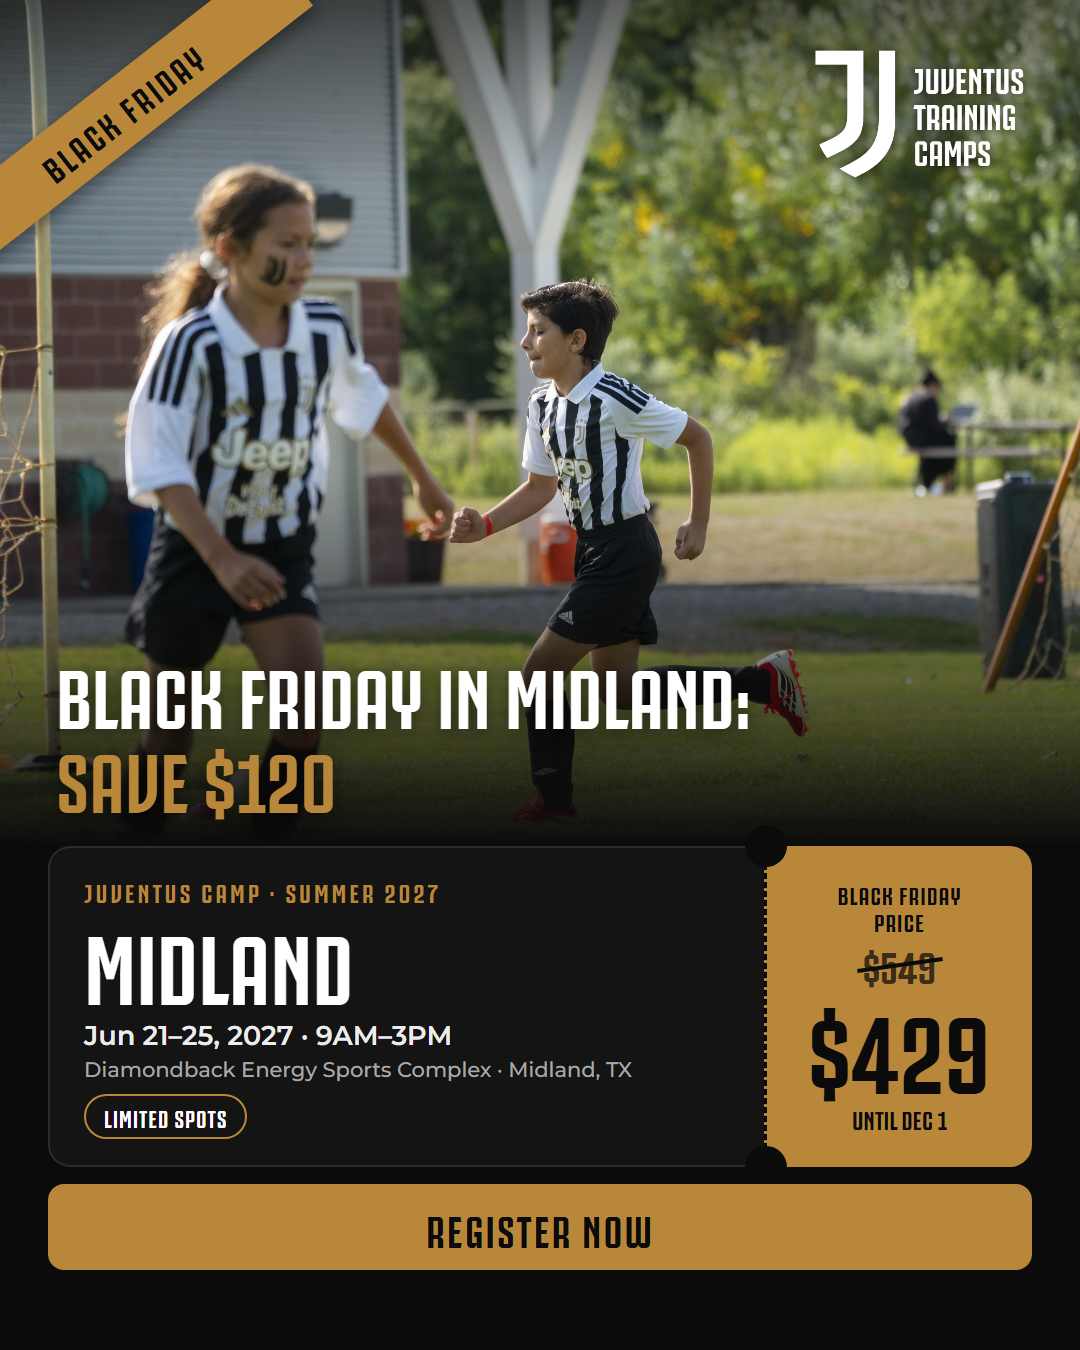 BLACK FRIDAY
JUVENTUS
TRAINING
CAMPS
Jeep
BLACK FRIDAY IN MIDLAND:
SAVE $120
JUVENTUS CAMP · SUMMER 2027
MIDLAND
Jun 21–25, 2027 · 9AM–3PM
Diamondback Energy Sports Complex · Midland, TX
LIMITED SPOTS
BLACK FRIDAY
PRICE
$549
$429
UNTIL DEC 1
REGISTER NOW